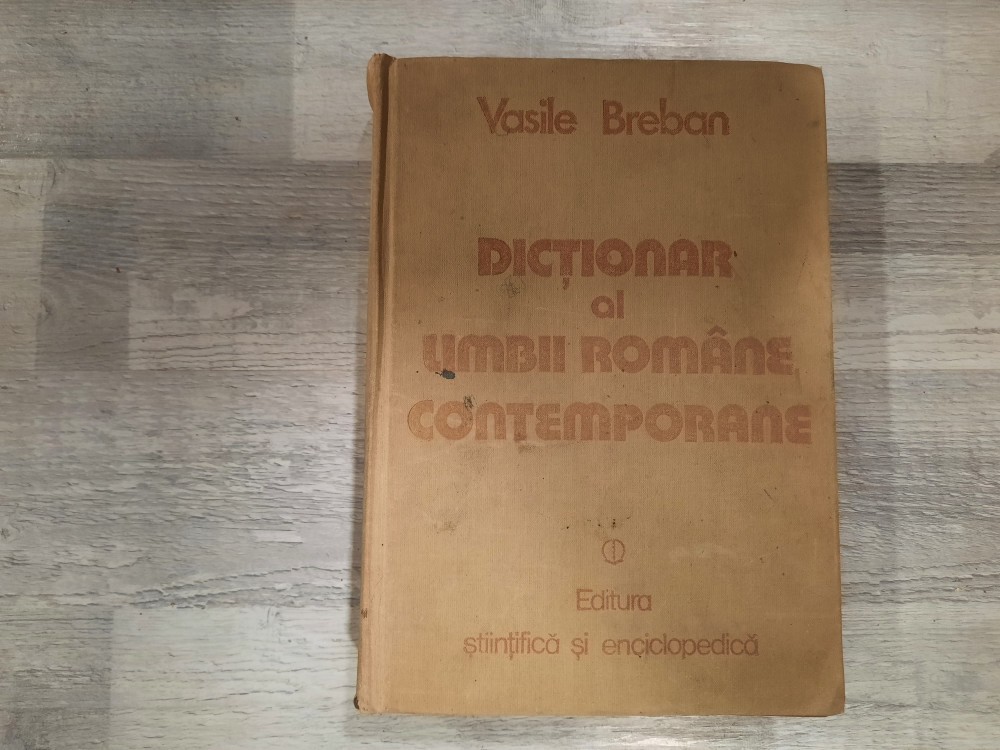 Vasile Breban
DICȚIONAR
al
LIMBII ROMÂNE
CONTEMPORANE
Editura
științifică și enciclopedică